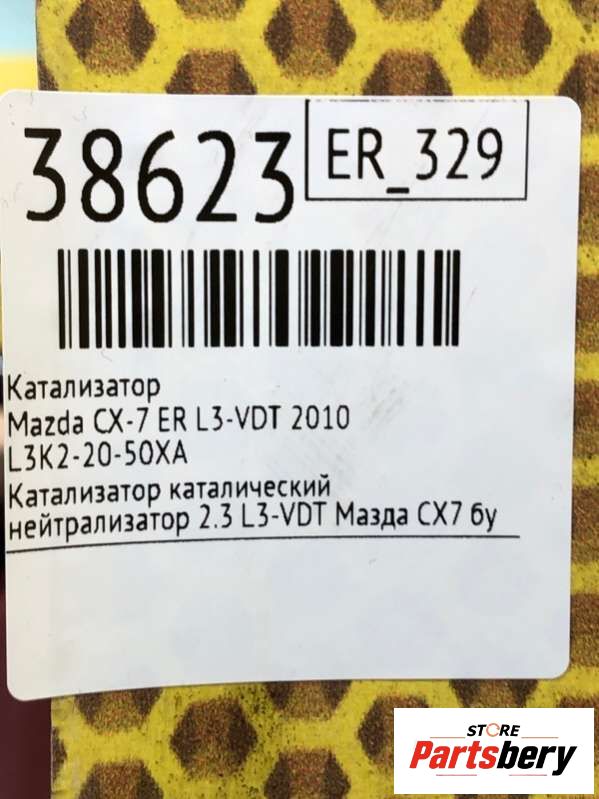 38623
ER_329
Катализатор
Mazda CX-7 ER L3-VDT 2010
L3K2-20-50XA
Катализатор каталический
нейтрализатор 2.3 L3-VDT Мазда СХ7 бу
STORE
Partsbery